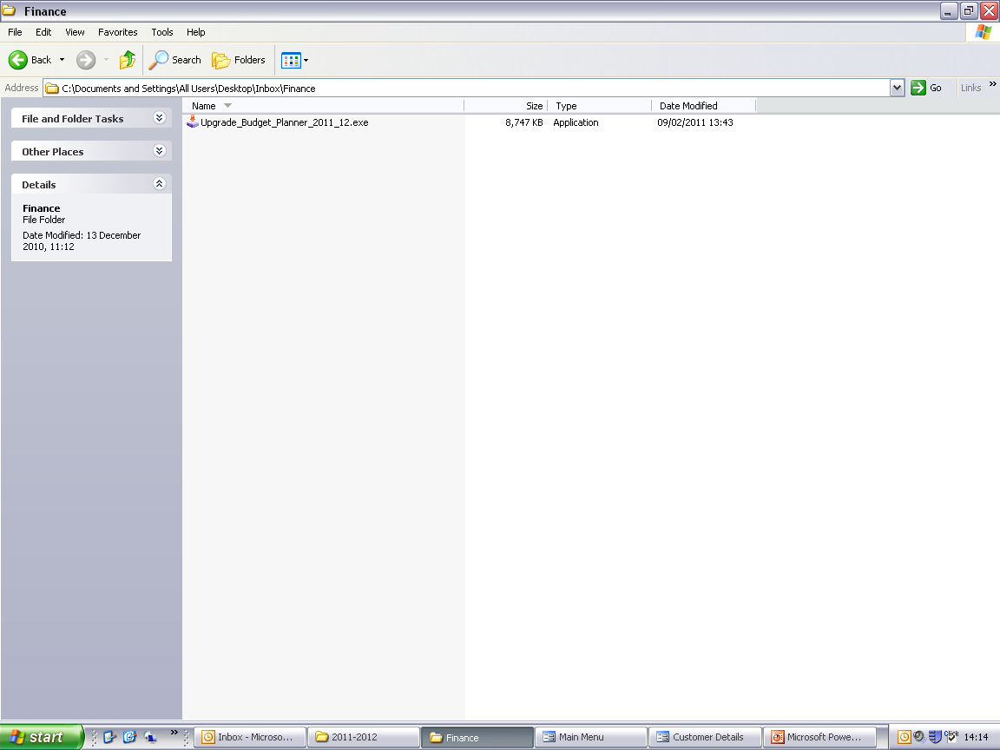 Finance
File Edit View Favorites Tools Help
Back Search Folders
Address C:\Documents and Settings\All Users\Desktop\Inbox\Finance Go Links »
Name Size Type Date Modified
File and Folder Tasks
Upgrade_Budget_Planner_2011_12.exe 8,747 KB Application 09/02/2011 13:43
Other Places
Details
Finance
File Folder
Date Modified: 13 December
2010, 11:12
start » Inbox - Microso... 2011-2012 Finance Main Menu Customer Details Microsoft Powe... Click 14:14